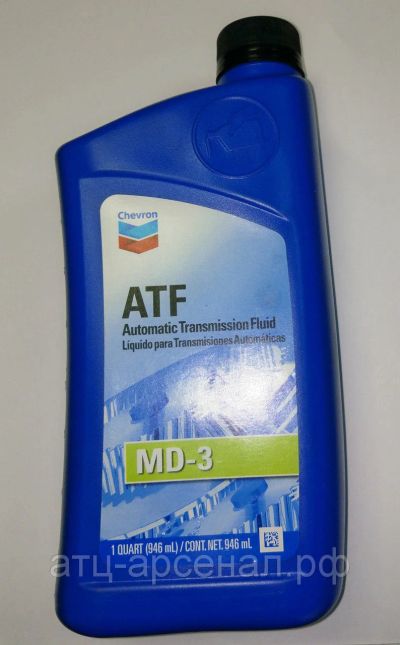 Chevron
ATF
Automatic Transmission Fluid
Líquido para Transmisiones Automáticas
MD-3
1 QUART (946 mL) / CONT. NET. 946 mL
атц-арсенал.рф